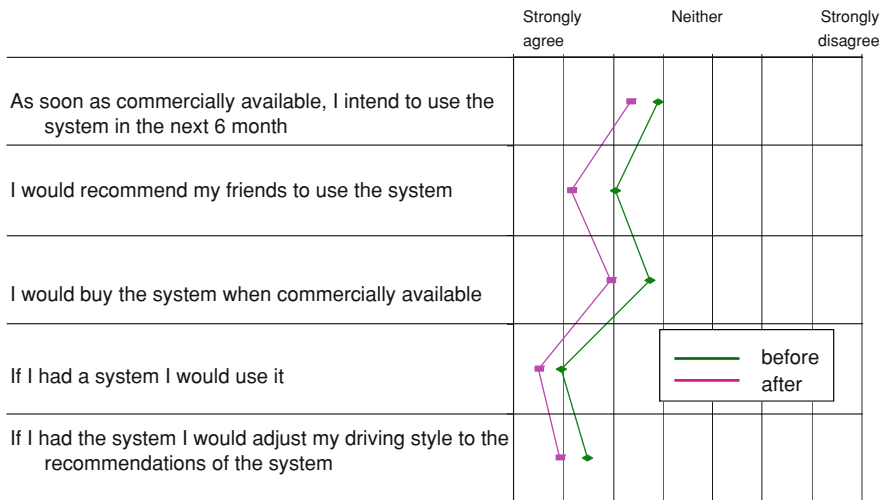 Strongly agree
Neither
Strongly disagree
As soon as commercially available, I intend to use the
system in the next 6 month
I would recommend my friends to use the system
I would buy the system when commercially available
If I had a system I would use it
before
after
If I had the system I would adjust my driving style to the
recommendations of the system